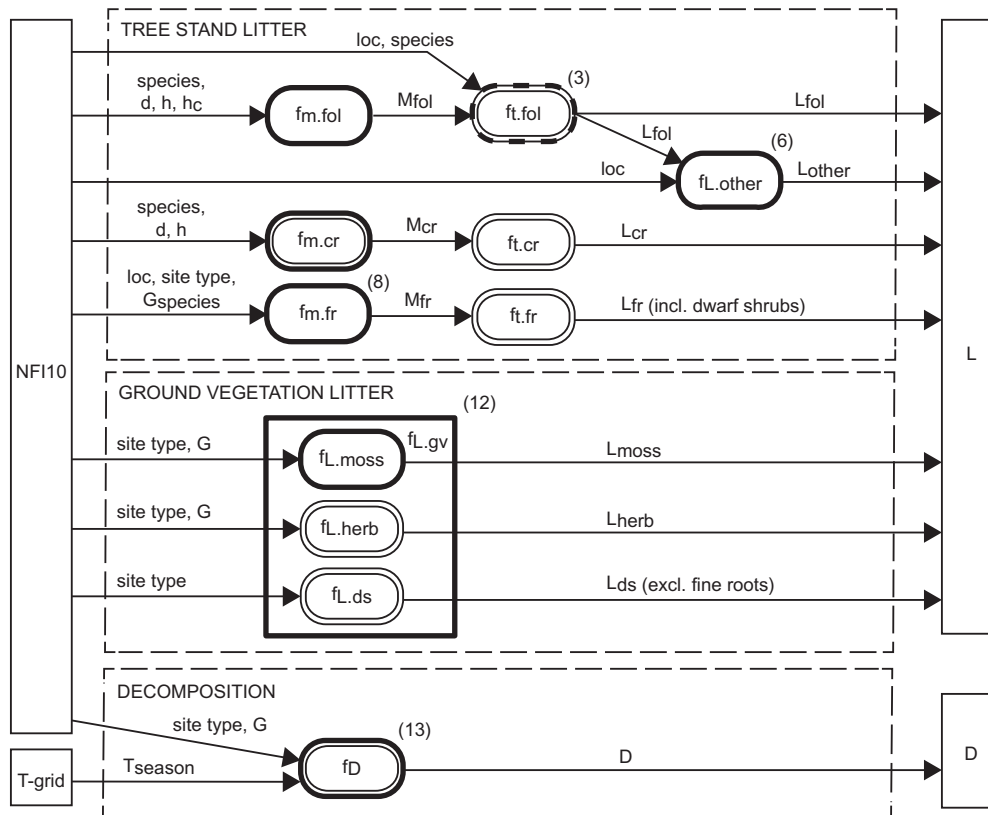 TREE STAND LITTER
loc, species
(3)
species,
d, h, hc
fm.fol
Mfol
ft.fol
Lfol
Lfol
(6)
loc
fL.other
Lother
species,
d, h
fm.cr
Mcr
ft.cr
Lcr
loc, site type,
Gspecies
(8)
fm.fr
Mfr
ft.fr
Lfr (incl. dwarf shrubs)
NFI10
L
GROUND VEGETATION LITTER
(12)
site type, G
fL.moss
fL.gv
Lmoss
site type, G
fL.herb
Lherb
site type
fL.ds
Lds (excl. fine roots)
DECOMPOSITION
site type, G
(13)
T-grid
Tseason
fD
D
D